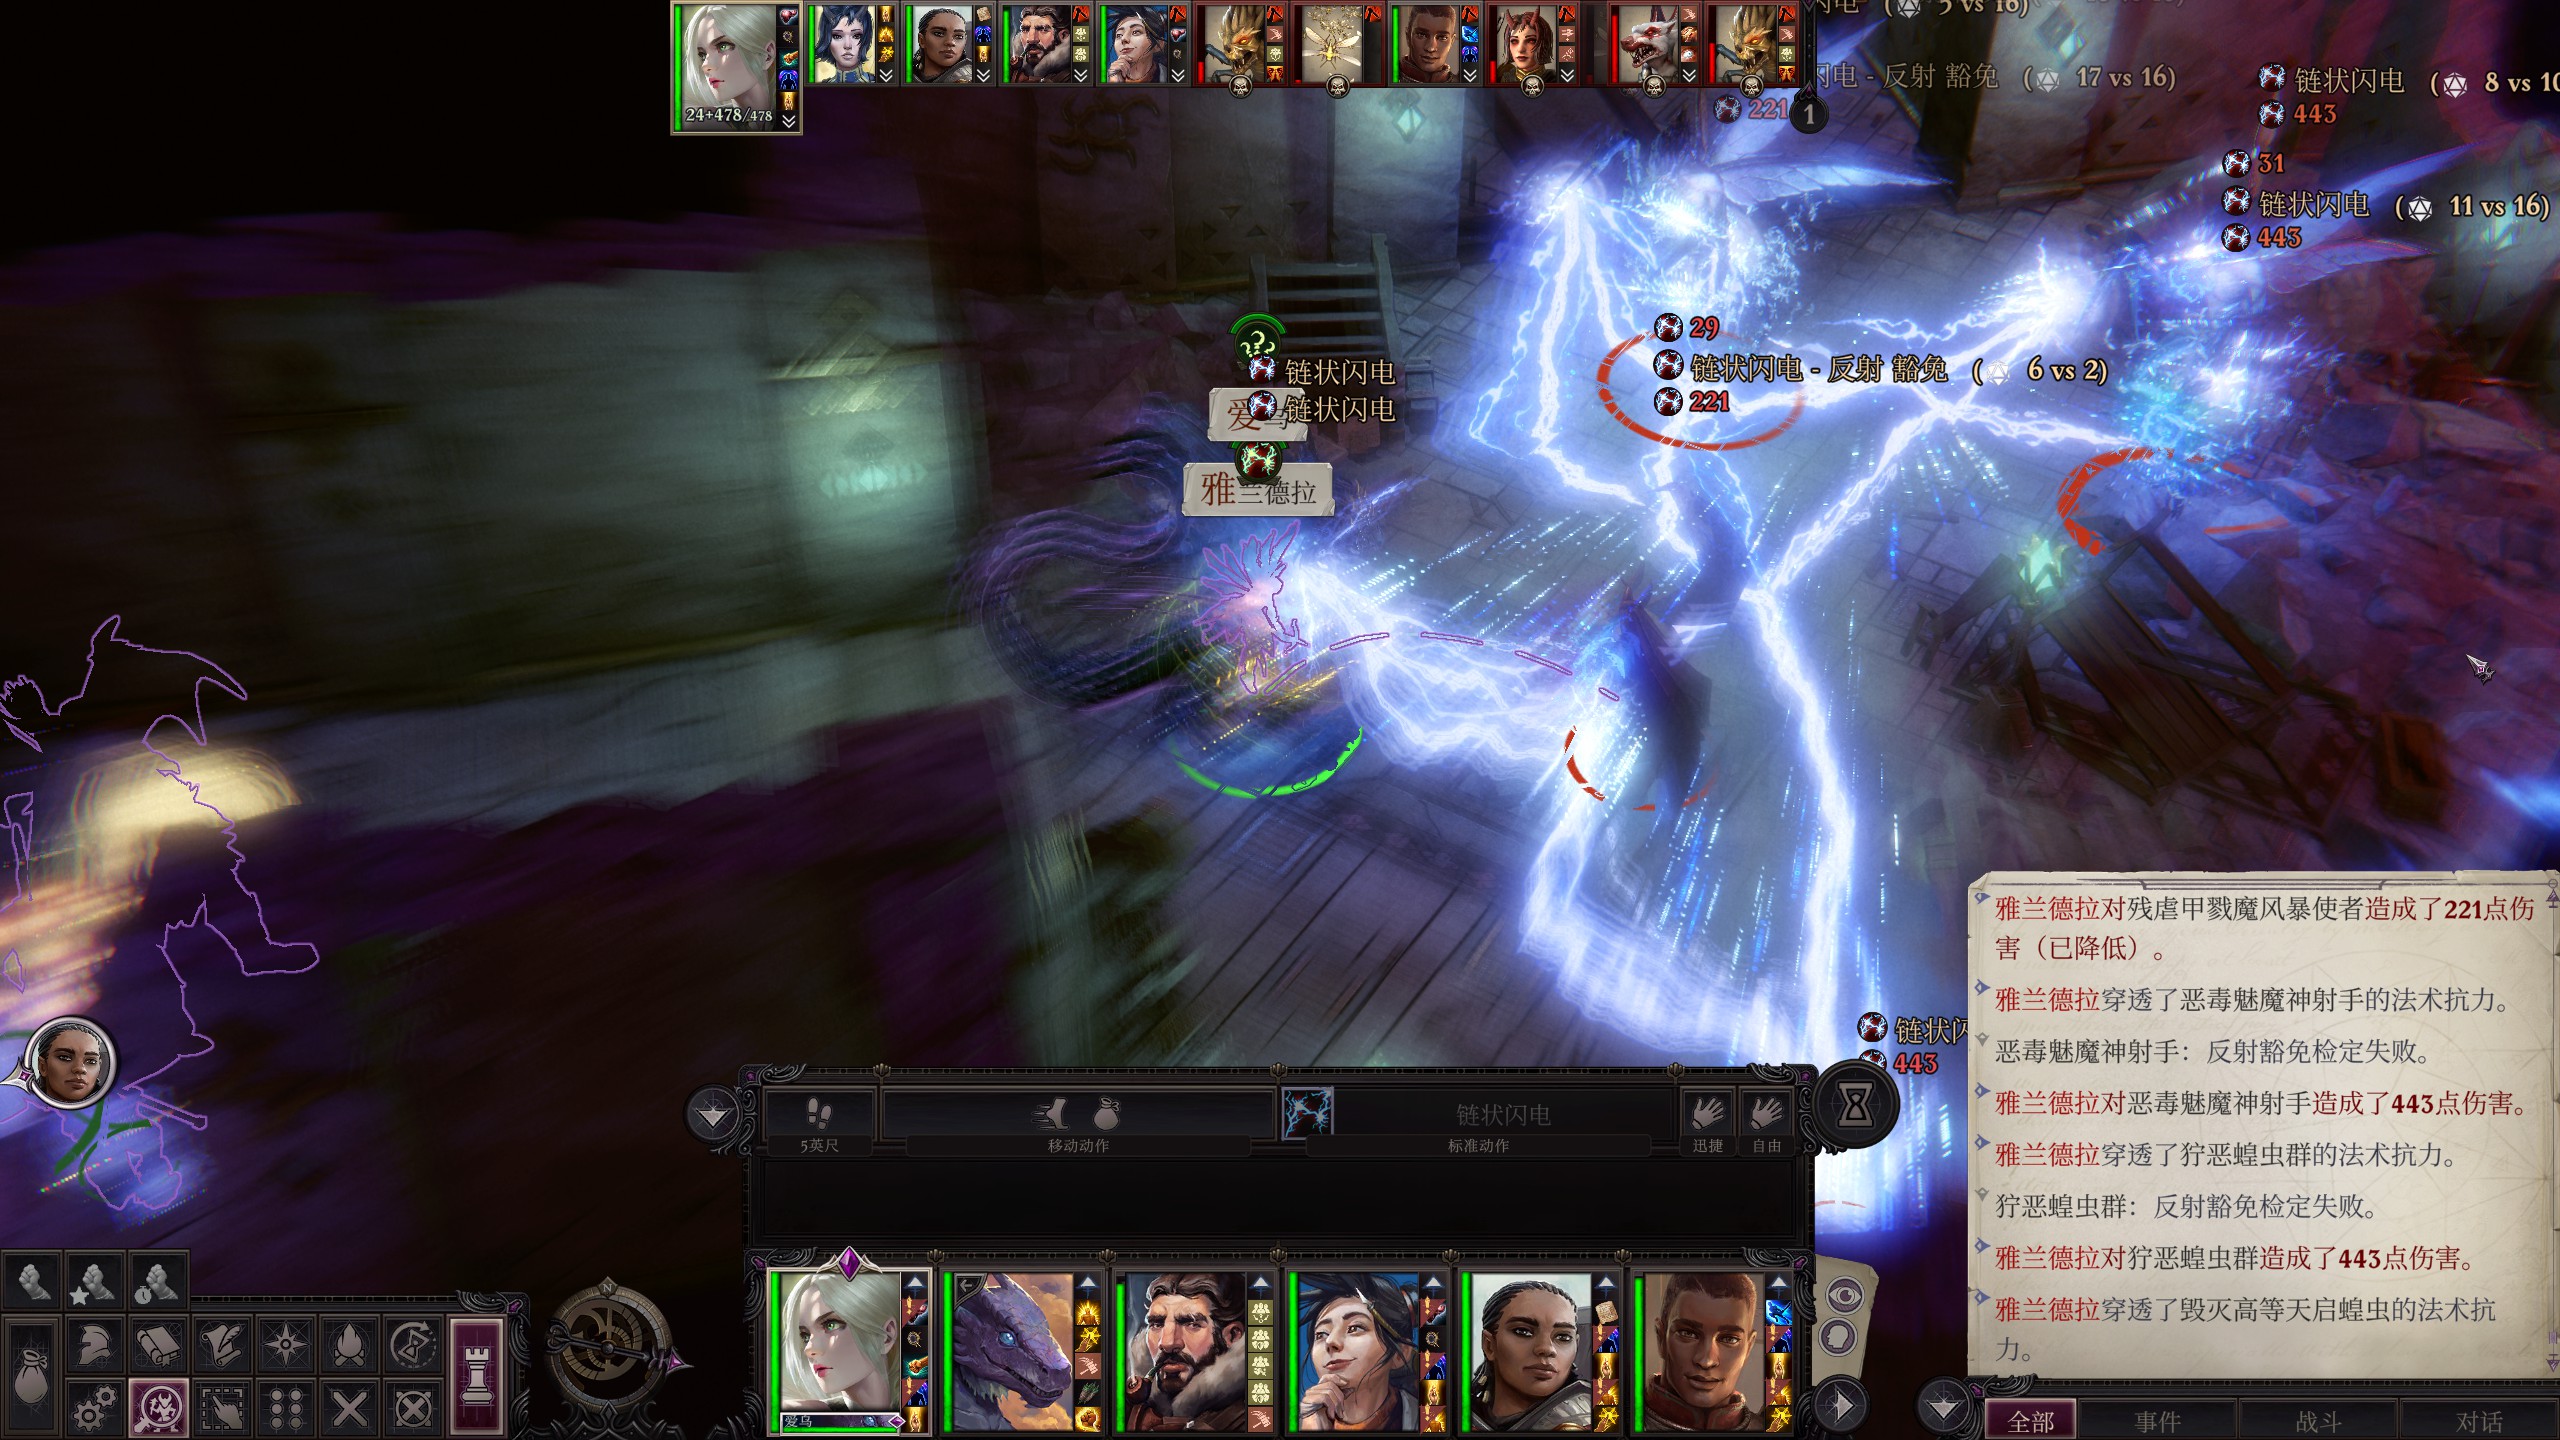 24+478/478
1
闪电 - 反射 豁免 ( 17 vs 16)
221
链状闪电 ( 8 vs 10
443
31
链状闪电 ( 11 vs 16)
443
29
链状闪电 - 反射 豁免 ( 6 vs 2)
221
链状闪电
链状闪电
雅兰德拉
链状闪
443
雅兰德拉对残虐甲戮魔风暴使者造成了221点伤
害（已降低）。
雅兰德拉穿透了恶毒魅魔神射手的法术抗力。
恶毒魅魔神射手：反射豁免检定失败。
雅兰德拉对恶毒魅魔神射手造成了443点伤害。
雅兰德拉穿透了狞恶蝗虫群的法术抗力。
狞恶蝗虫群：反射豁免检定失败。
雅兰德拉对狞恶蝗虫群造成了443点伤害。
雅兰德拉穿透了毁灭高等天启蝗虫的法术抗
力。
链状闪电
5英尺
移动动作
标准动作
迅捷
自由
爱乌
N
全部
事件
战斗
对话